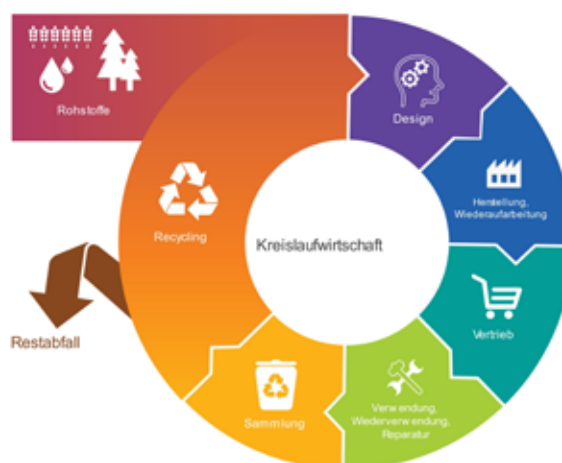 Rohstoffe
Design
Herstellung,
Wiederaufarbeitung
Recycling
Kreislaufwirtschaft
Vertrieb
Restabfall
Verwendung,
Wiederverwendung,
Reparatur
Sammlung